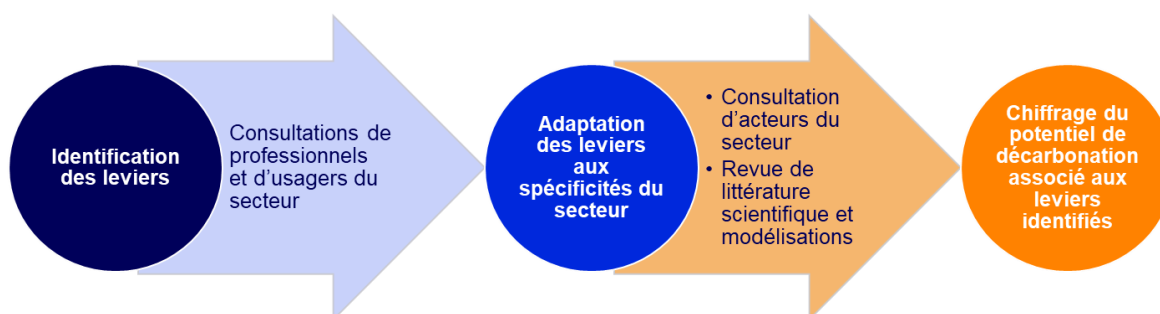 Identification
des leviers
Consultations de
professionnels
et d'usagers du
secteur
Adaptation
des leviers
aux
spécificités du
secteur
• Consultation
d'acteurs du
secteur
• Revue de
littérature
scientifique et
modélisations
Chiffrage du
potentiel de
décarbonation
associé aux
leviers
identifiés